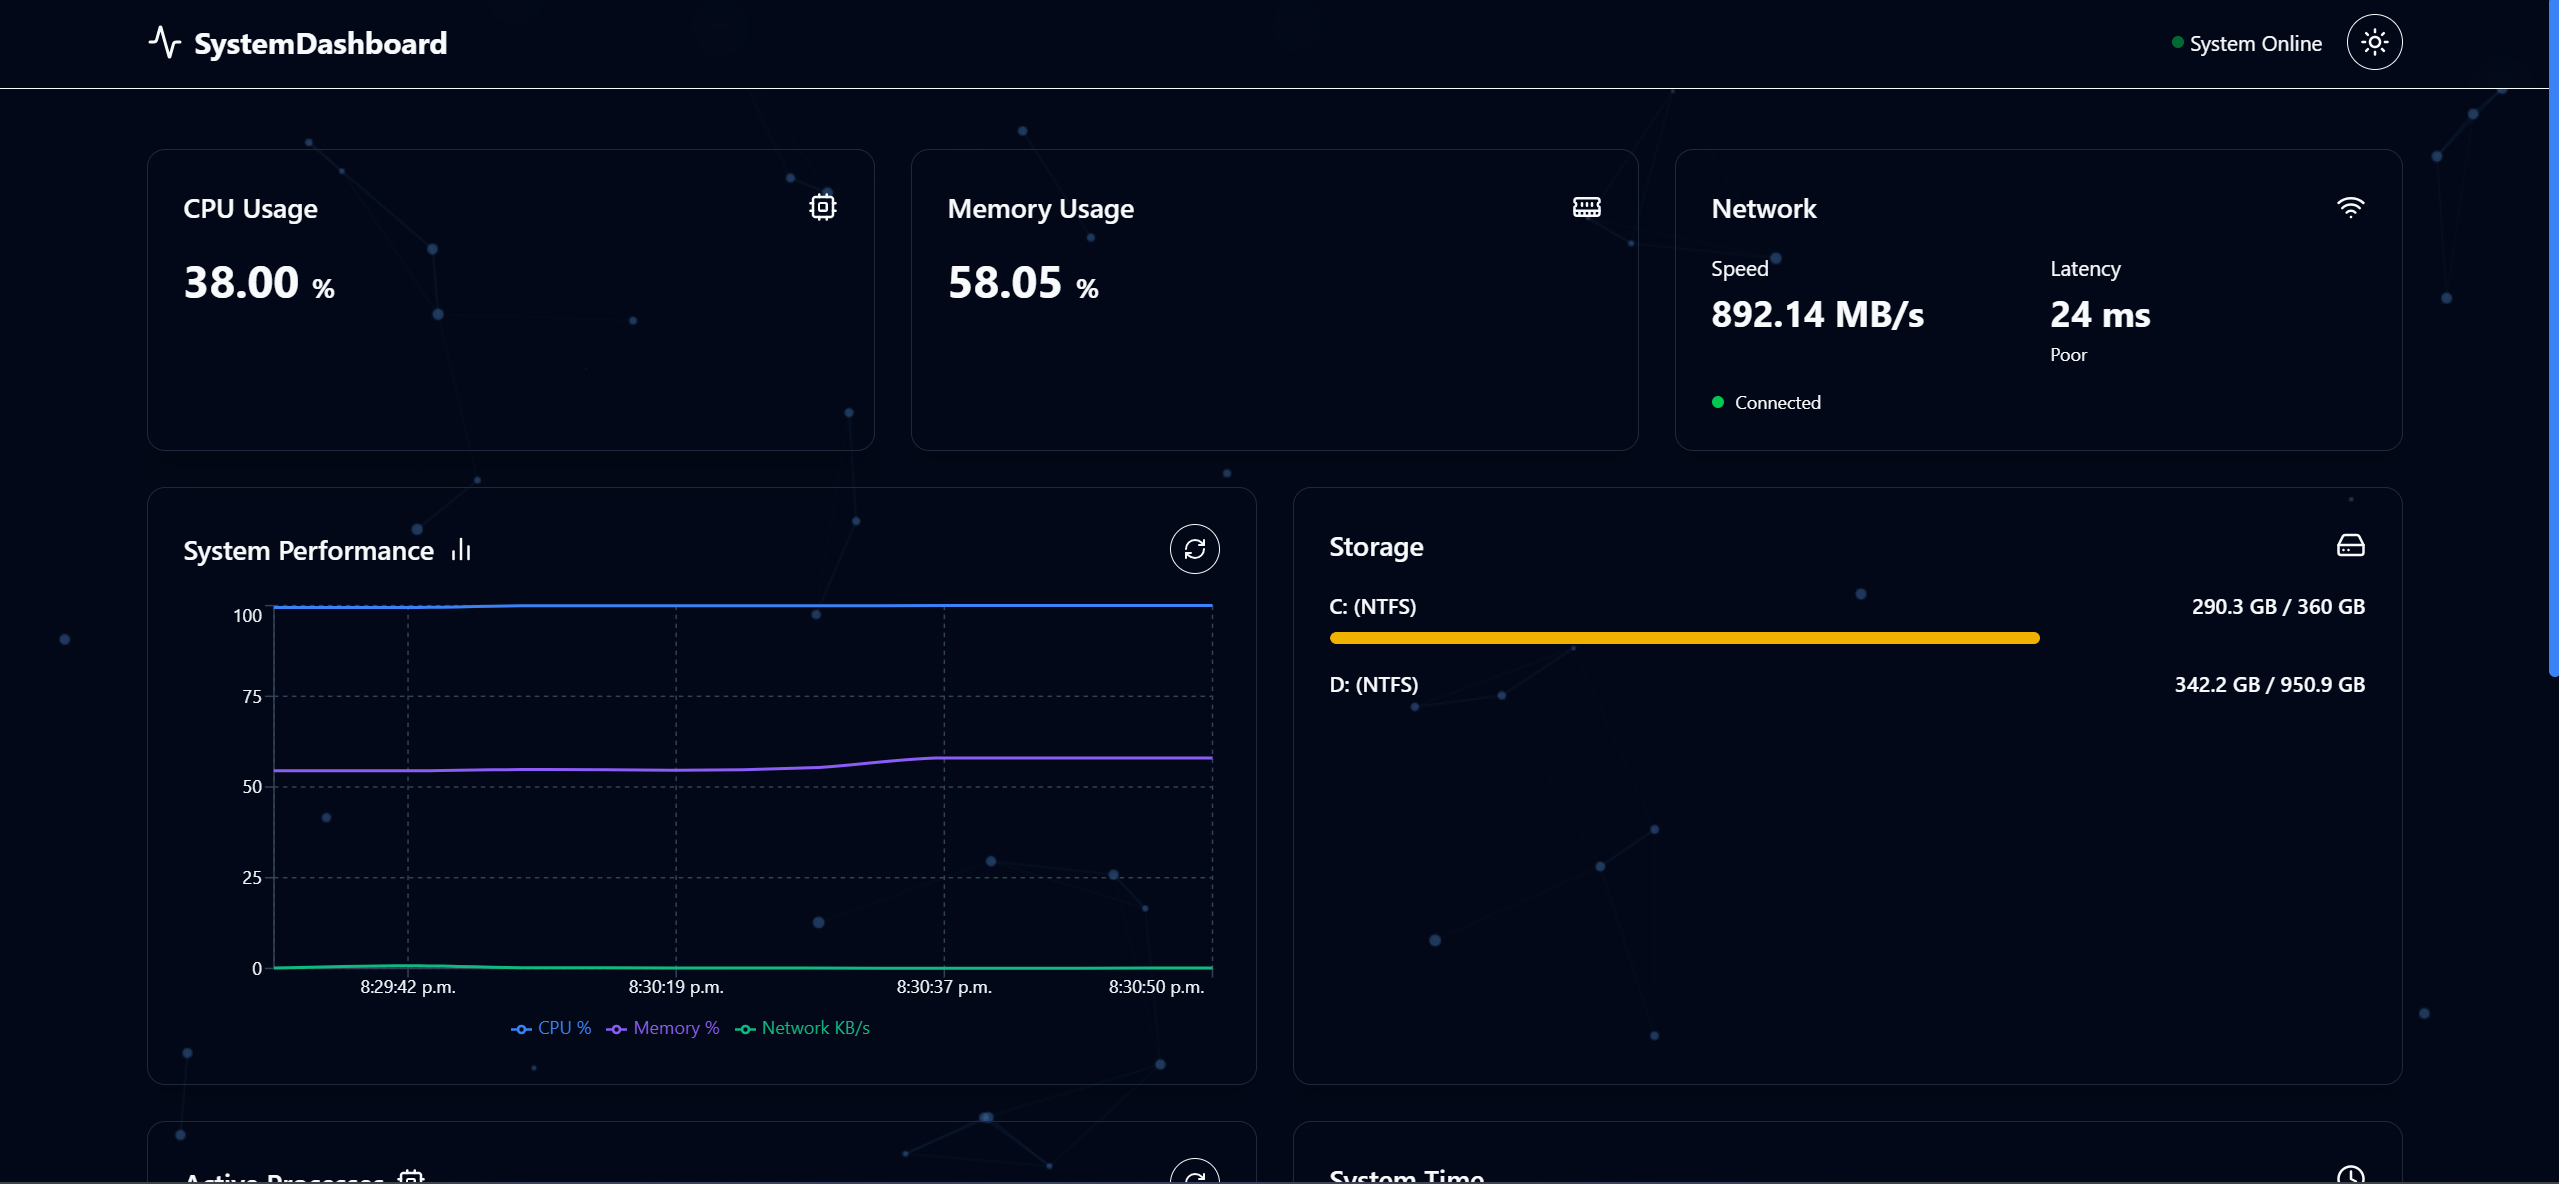 SystemDashboard
System Online
CPU Usage
38.00 %
Memory Usage
58.05 %
Network
Speed
892.14 MB/s
Latency
24 ms
Poor
Connected
System Performance
100
75
50
25
0
8:29:42 p.m.
8:30:19 p.m.
8:30:37 p.m.
8:30:50 p.m.
CPU %
Memory %
Network KB/s
Storage
C: (NTFS)
290.3 GB / 360 GB
D: (NTFS)
342.2 GB / 950.9 GB
Active Processes
System Time